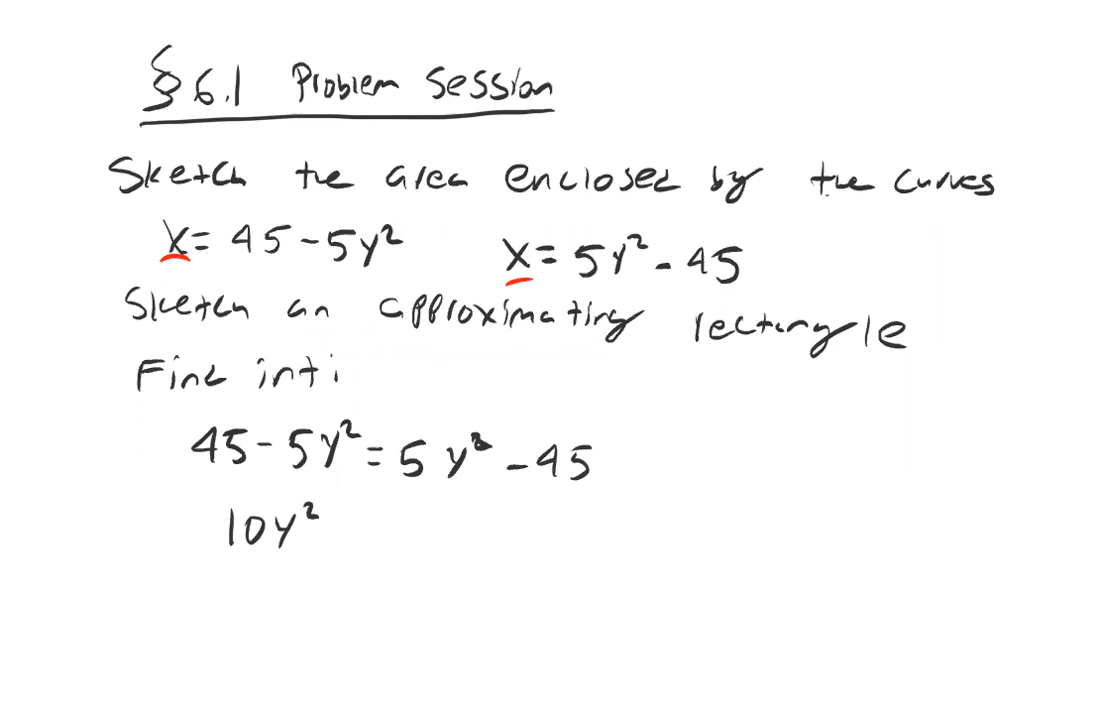 § 6.1 Problem Session
Sketch the area enclosed by the curves
x = 45 - 5y² x = 5y² - 45
Sketch an approximating rectangle
Find int:
45 - 5y² = 5y² - 45
10y²